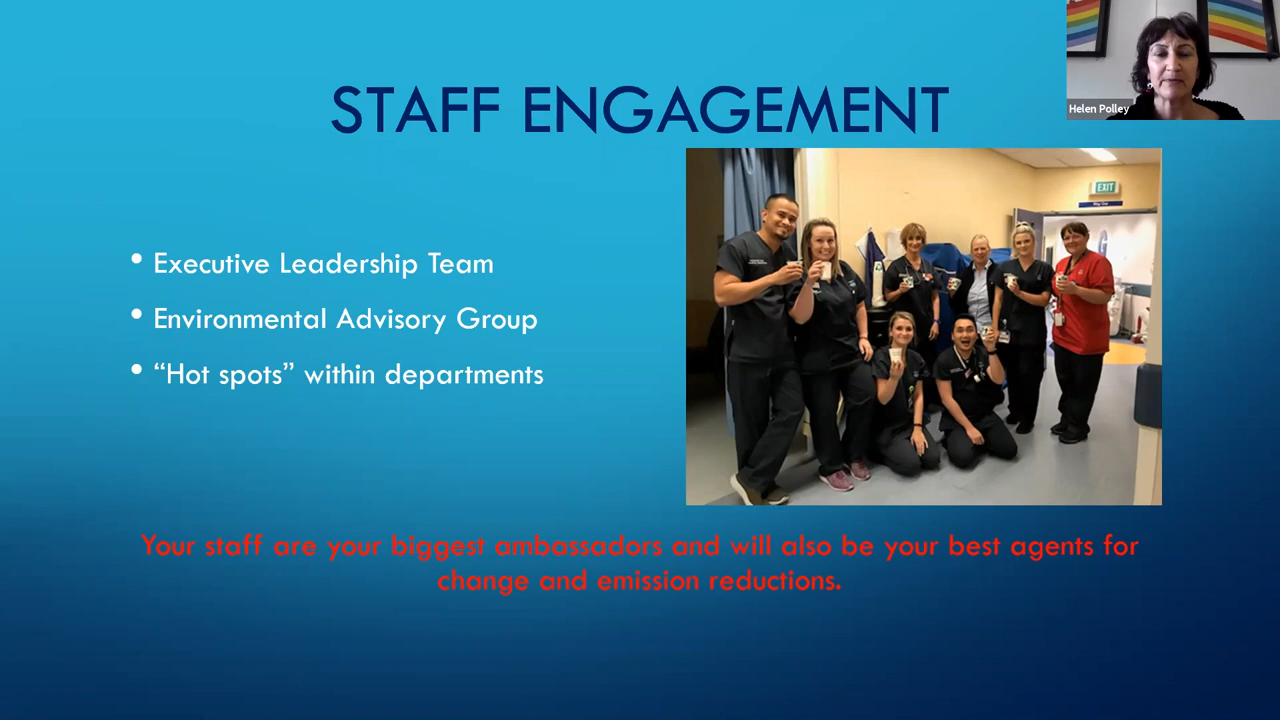 Helen Polley
STAFF ENGAGEMENT
EXIT
• Executive Leadership Team
• Environmental Advisory Group
• “Hot spots” within departments
Your staff are your biggest ambassadors and will also be your best agents for
change and emission reductions.